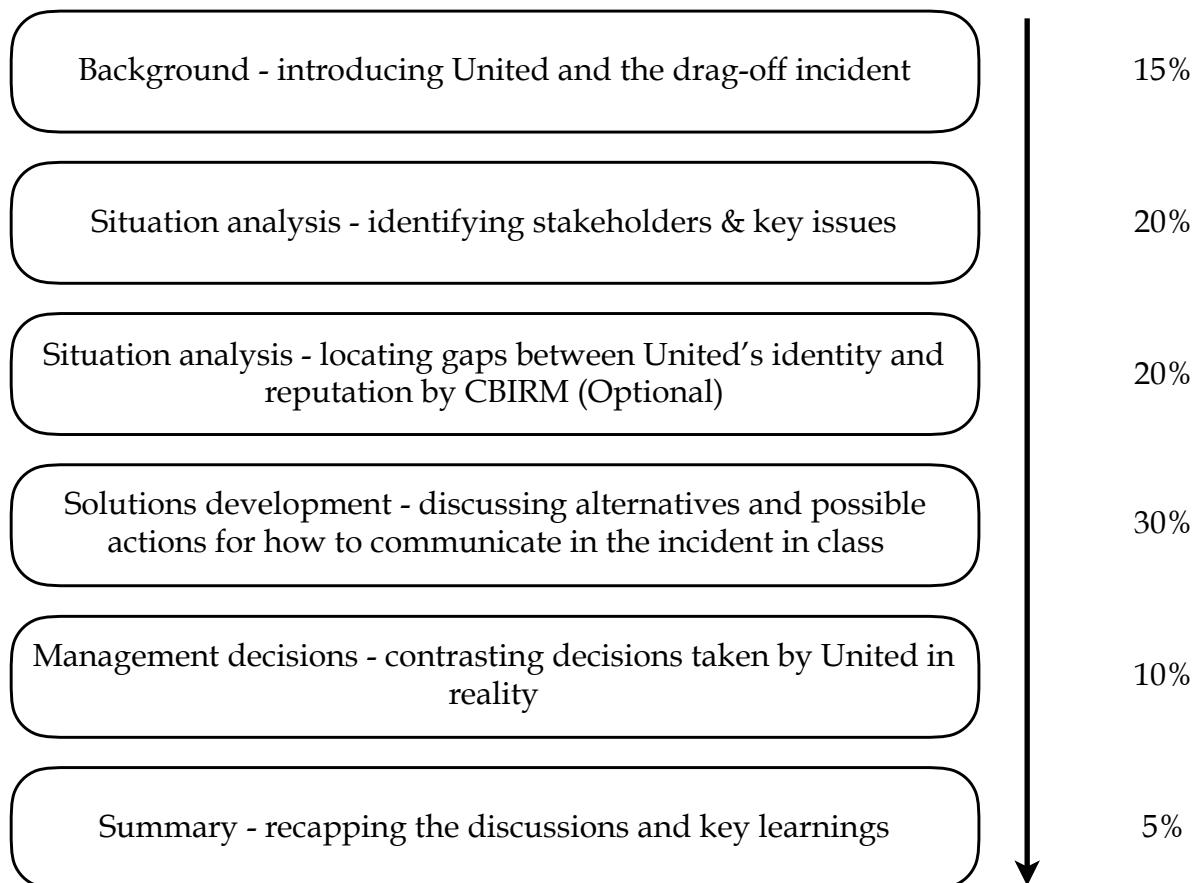 Background - introducing United and the drag-off incident
15%
Situation analysis - identifying stakeholders & key issues
20%
Situation analysis - locating gaps between United’s identity and
reputation by CBIRM (Optional)
20%
Solutions development - discussing alternatives and possible
actions for how to communicate in the incident in class
30%
Management decisions - contrasting decisions taken by United in
reality
10%
Summary - recapping the discussions and key learnings
5%